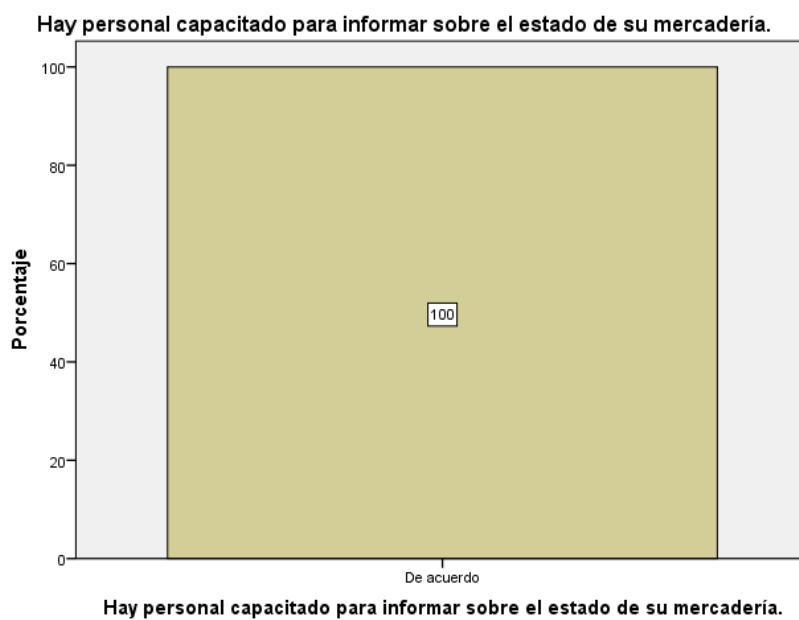 Hay personal capacitado para informar sobre el estado de su mercadería.
Porcentaje
100
80
60
40
20
0
100
De acuerdo
Hay personal capacitado para informar sobre el estado de su mercadería.